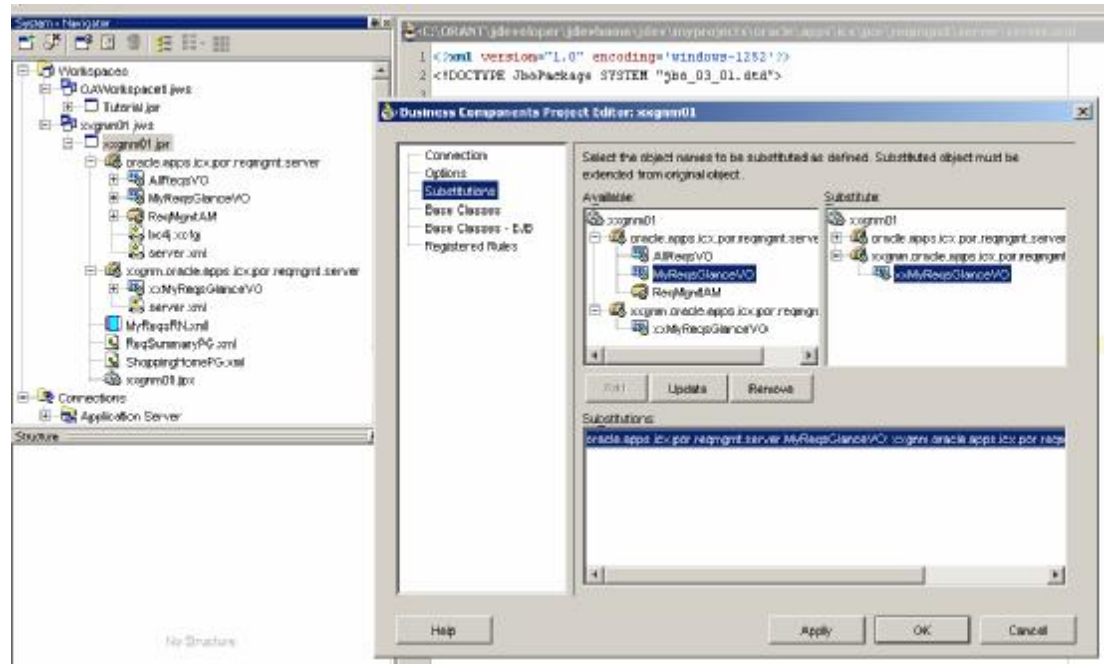 System - Navigator
Workspaces
OAWorkspace1.jws
Tutorial.jpr
xxgnm01.jws
xxgnm01.jpr
oracle.apps.icx.por.reqmgmt.server
AllReqsVO
MyReqsGlanceVO
ReqMgmtAM
bc4j.xcfg
server.xml
xxgnm.oracle.apps.icx.por.reqmgmt.server
xxMyReqsGlanceVO
server.xml
MyReqsRN.xml
ReqSummaryPG.xml
ShoppingHomePG.xml
xxgnm01.jpx
Connections
Application Server
Structure
No Structure
1 <?xml version="1.0" encoding='windows-1252'?>
2 <!DOCTYPE JboPackage SYSTEM "jbo_03_01.dtd">
3
Business Components Project Editor: xxgnm01
Connection
Options
Substitutions
Base Classes
Base Classes - EJB
Registered Rules
Select the object names to be substituted as defined. Substituted object must be
extended from original object.
Available:
xxgnm01
oracle.apps.icx.por.reqmgmt.serve
AllReqsVO
MyReqsGlanceVO
ReqMgmtAM
xxgnm.oracle.apps.icx.por.reqmgn
xxMyReqsGlanceVO
Substitute:
xxgnm01
oracle.apps.icx.por.reqmgmt.server
xxgnm.oracle.apps.icx.por.reqmgmt
xxMyReqsGlanceVO
Edit
Update
Remove
Substitutions:
oracle.apps.icx.por.reqmgmt.server.MyReqsGlanceVO: xxgnm.oracle.apps.icx.por.reqm
Help
Apply
OK
Cancel